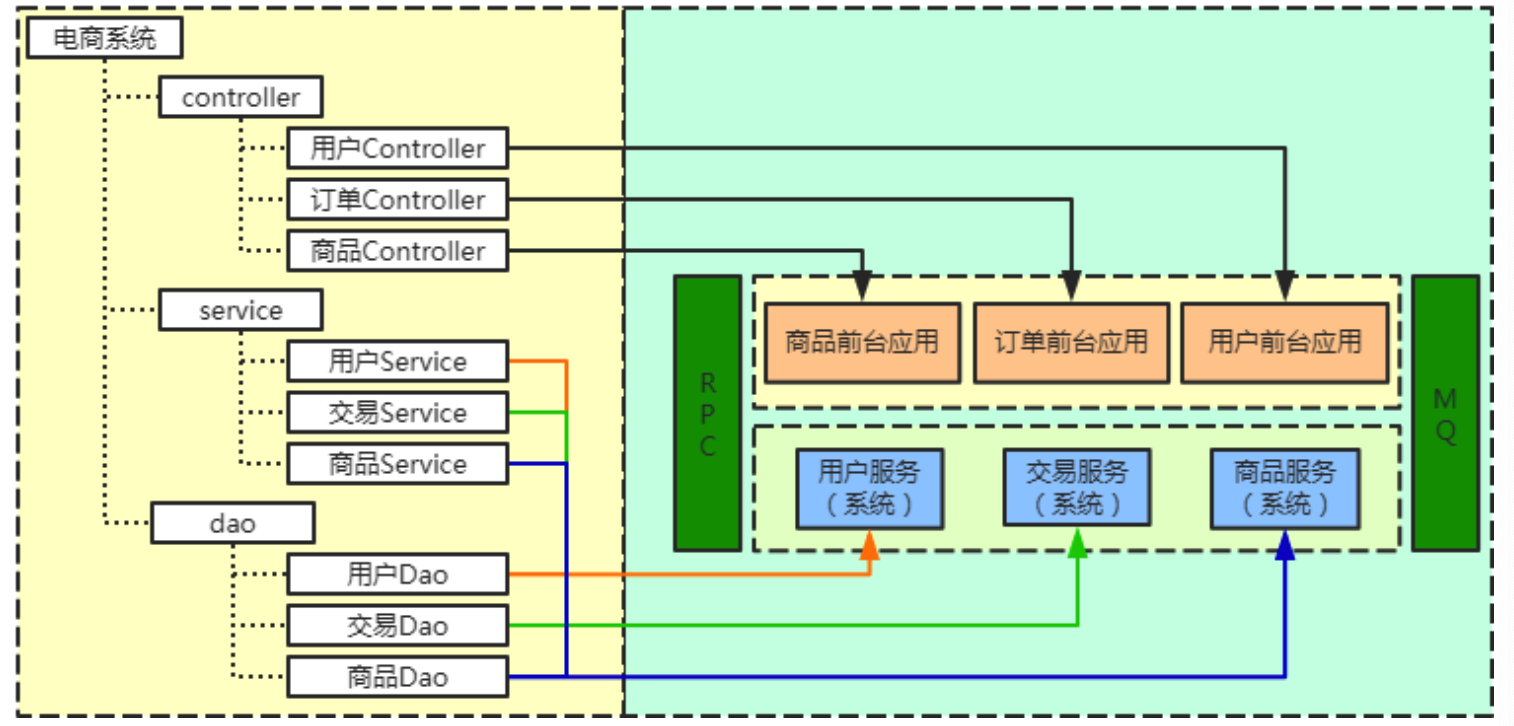 电商系统
controller
用户Controller
订单Controller
商品Controller
service
用户Service
交易Service
商品Service
dao
用户Dao
交易Dao
商品Dao
RPC
商品前台应用
订单前台应用
用户前台应用
用户服务
（系统）
交易服务
（系统）
商品服务
（系统）
MQ